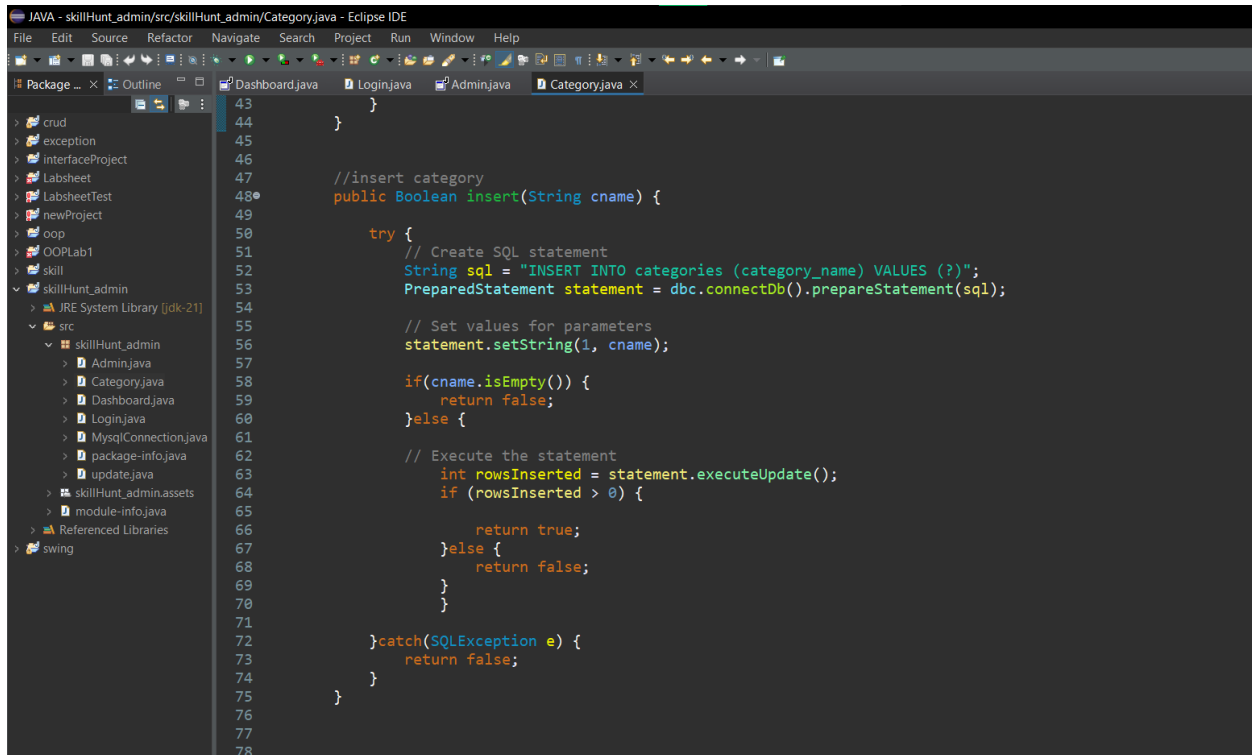 JAVA - skillHunt_admin/src/skillHunt_admin/Category.java - Eclipse IDE
File Edit Source Refactor Navigate Search Project Run Window Help
Package ... Outline
Dashboard.java Login.java Admin.java Category.java
crud
exception
interfaceProject
Labsheet
LabsheetTest
newProject
oop
OOPLab1
skill
skillHunt_admin
JRE System Library [jdk-21]
src
skillHunt_admin
Admin.java
Category.java
Dashboard.java
Login.java
MysqlConnection.java
package-info.java
update.java
skillHunt_admin.assets
module-info.java
Referenced Libraries
swing
43 }
44 }
45
46
47 //insert category
48 public Boolean insert(String cname) {
49
50 try {
51 // Create SQL statement
52 String sql = "INSERT INTO categories (category_name) VALUES (?)";
53 PreparedStatement statement = dbc.connectDb().prepareStatement(sql);
54
55 // Set values for parameters
56 statement.setString(1, cname);
57
58 if(cname.isEmpty()) {
59 return false;
60 }else {
61
62 // Execute the statement
63 int rowsInserted = statement.executeUpdate();
64 if (rowsInserted > 0) {
65
66 return true;
67 }else {
68 return false;
69 }
70 }
71
72 }catch(SQLException e) {
73 return false;
74 }
75 }
76
77
78